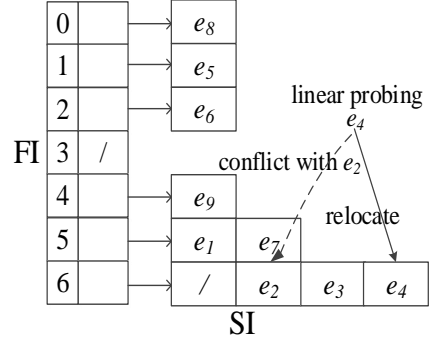 0 e8
1 e5
2 e6
linear probing
e4
FI 3 /
conflict with e2
4 e9
relocate
5 e1 e7
6 / e2 e3 e4
SI